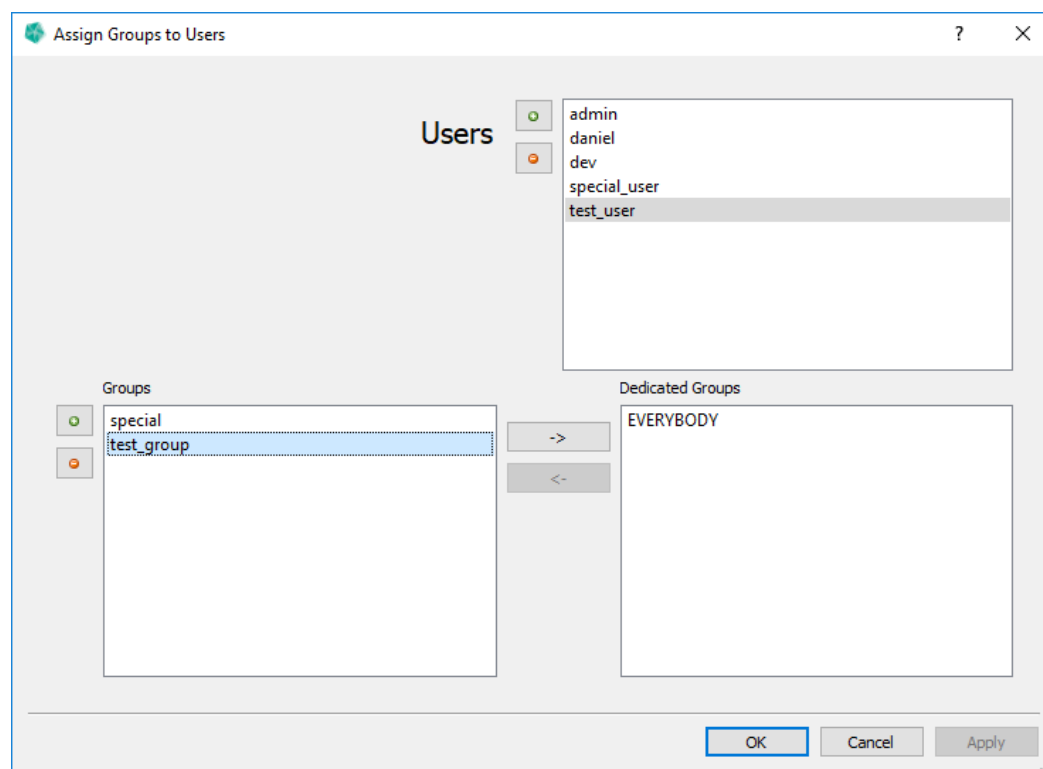 Assign Groups to Users
?
Users
admin
daniel
dev
special_user
test_user
Groups
special
test_group
->
<-
Dedicated Groups
EVERYBODY
OK
Cancel
Apply